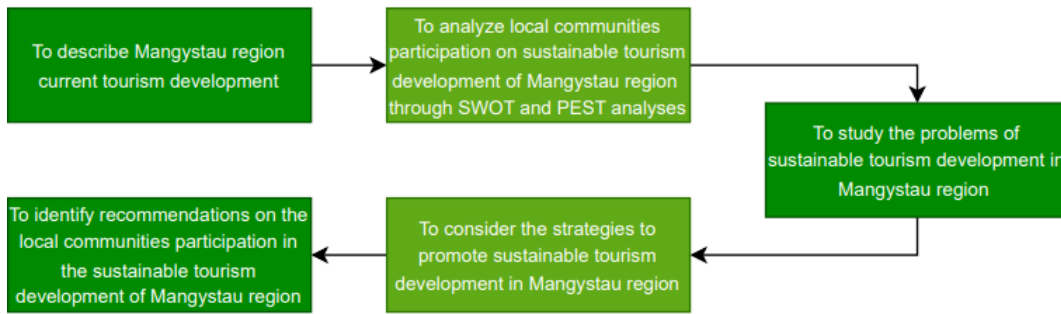 To describe Mangystau region
current tourism development
To analyze local communities
participation on sustainable tourism
development of Mangystau region
through SWOT and PEST analyses
To study the problems of
sustainable tourism development in
Mangystau region
To consider the strategies to
promote sustainable tourism
development in Mangystau region
To identify recommendations on the
local communities participation in
the sustainable tourism
development of Mangystau region